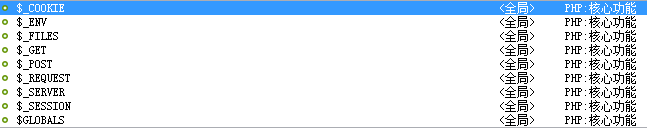 $_COOKIE <全局> PHP:核心功能
$_ENV <全局> PHP:核心功能
$_FILES <全局> PHP:核心功能
$_GET <全局> PHP:核心功能
$_POST <全局> PHP:核心功能
$_REQUEST <全局> PHP:核心功能
$_SERVER <全局> PHP:核心功能
$_SESSION <全局> PHP:核心功能
$GLOBALS <全局> PHP:核心功能